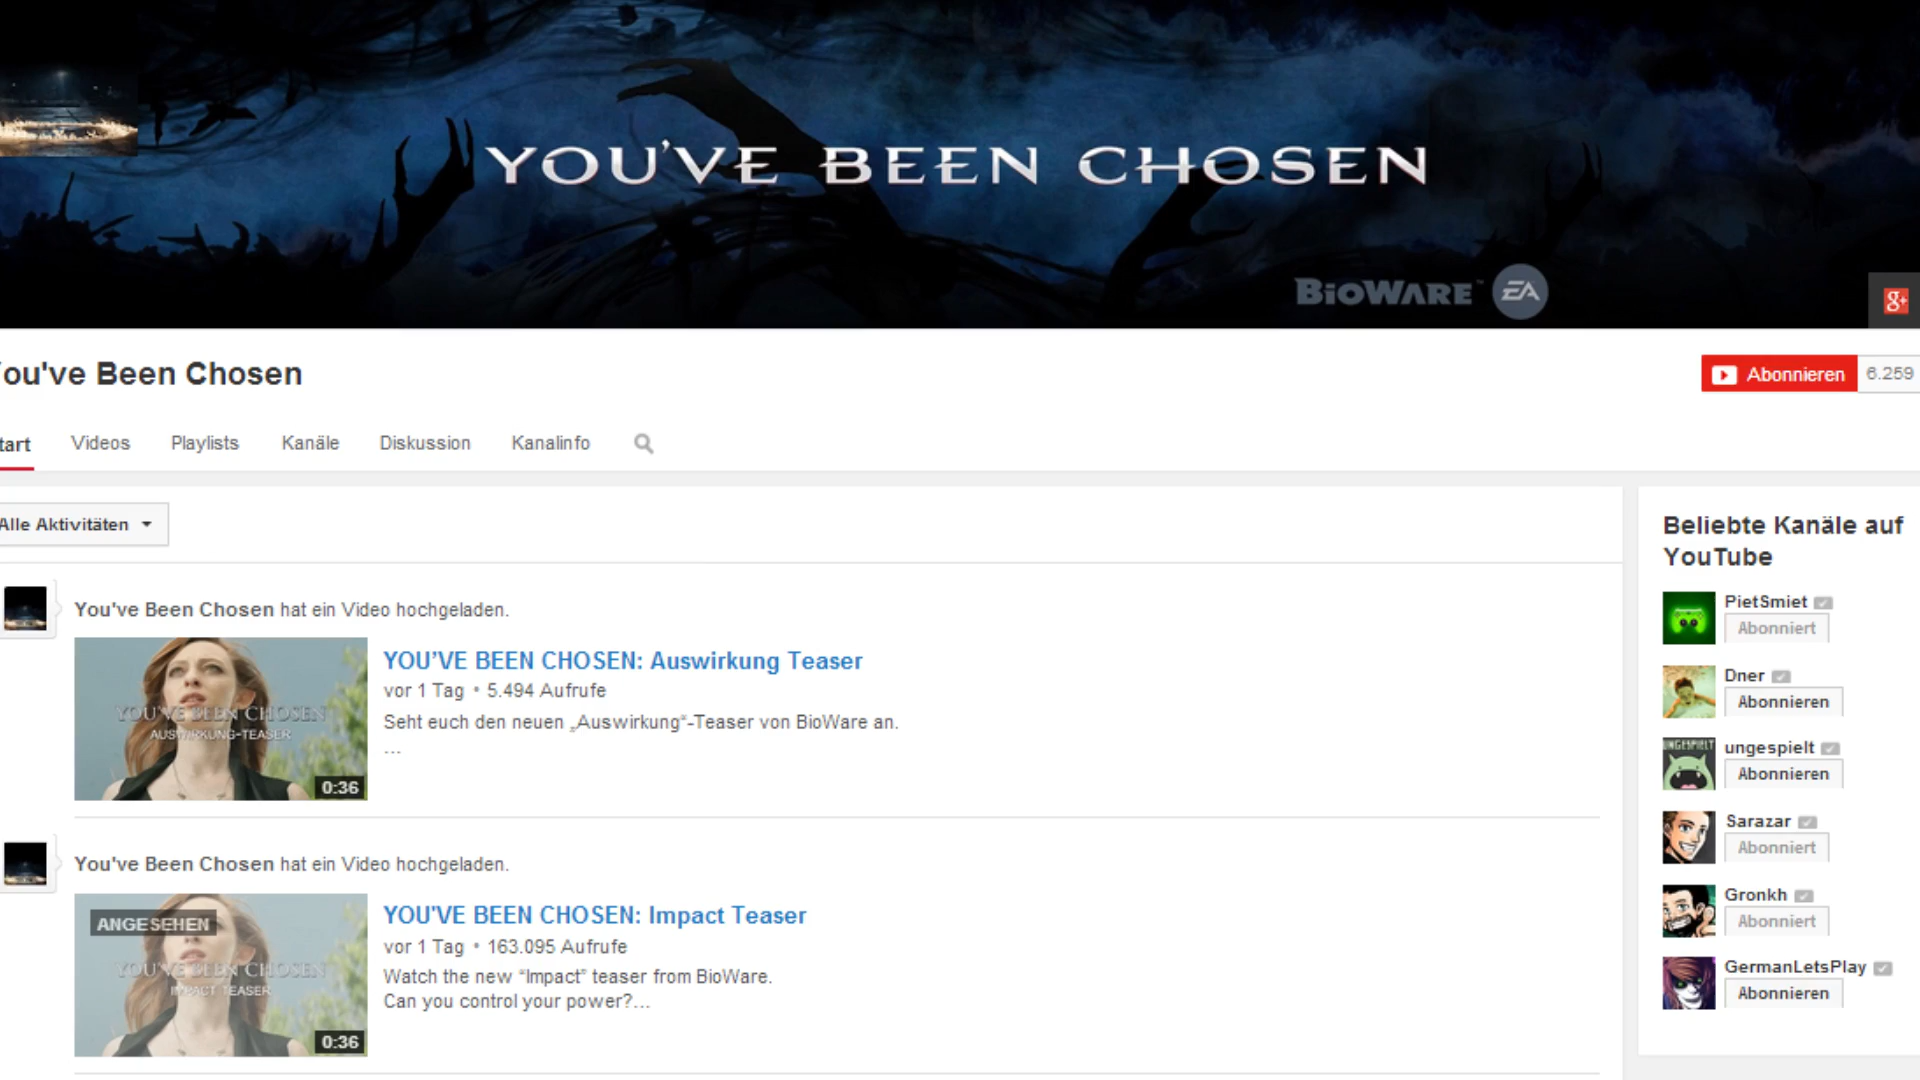 YOU'VE BEEN CHOSEN
BIOWARE™ EA
g+
ou've Been Chosen
Abonnieren 6.259
tart Videos Playlists Kanäle Diskussion Kanalinfo
Alle Aktivitäten
You've Been Chosen hat ein Video hochgeladen.
YOU'VE BEEN CHOSEN
AUSWIRKUNG-TEASER
0:36
YOU'VE BEEN CHOSEN: Auswirkung Teaser
vor 1 Tag • 5.494 Aufrufe
Seht euch den neuen „Auswirkung“-Teaser von BioWare an.
...
You've Been Chosen hat ein Video hochgeladen.
ANGESEHEN
YOU'VE BEEN CHOSEN
IMPACT TEASER
0:36
YOU'VE BEEN CHOSEN: Impact Teaser
vor 1 Tag • 163.095 Aufrufe
Watch the new “Impact” teaser from BioWare.
Can you control your power?...
Beliebte Kanäle auf
YouTube
PietSmiet
Abonniert
Dner
Abonnieren
UNGESPIELT
ungespielt
Abonnieren
Sarazar
Abonniert
Gronkh
Abonniert
GermanLetsPlay
Abonnieren